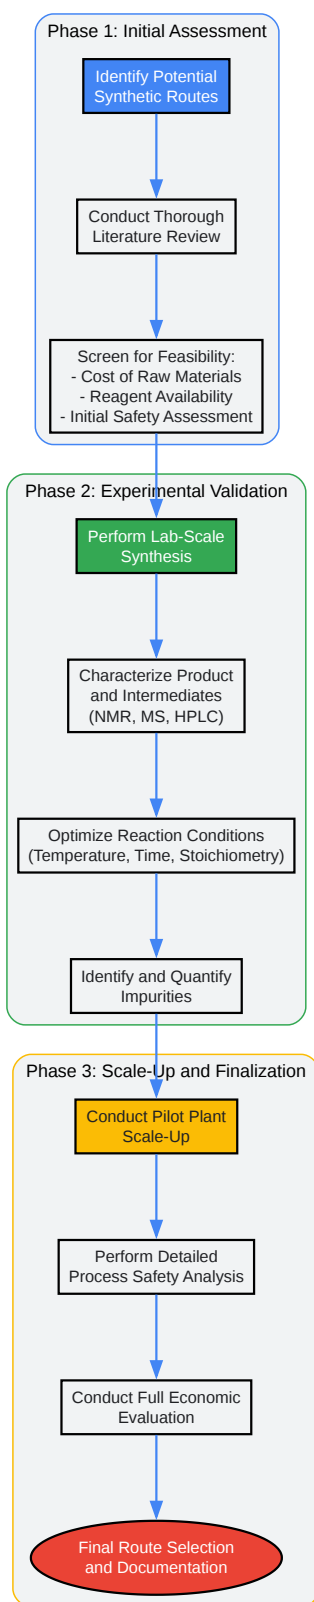 Phase 1: Initial Assessment
Identify Potential
Synthetic Routes
Conduct Thorough
Literature Review
Screen for Feasibility:
- Cost of Raw Materials
- Reagent Availability
- Initial Safety Assessment
Phase 2: Experimental Validation
Perform Lab-Scale
Synthesis
Characterize Product
and Intermediates
(NMR, MS, HPLC)
Optimize Reaction Conditions
(Temperature, Time, Stoichiometry)
Identify and Quantify
Impurities
Phase 3: Scale-Up and Finalization
Conduct Pilot Plant
Scale-Up
Perform Detailed
Process Safety Analysis
Conduct Full Economic
Evaluation
Final Route Selection
and Documentation